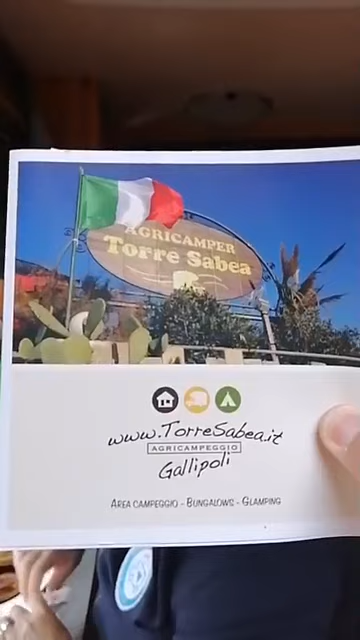 AGRICAMPER
Torre Sabea
www.TorreSabea.it
AGRICAMPEGGIO
Gallipoli
AREA CAMPEGGIO - BUNGALOWS - GLAMPING